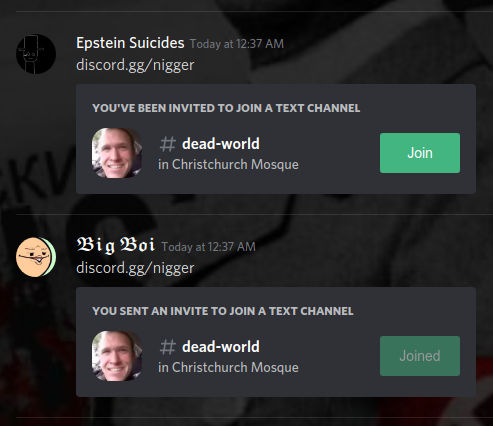 Epstein Suicides Today at 12:37 AM
discord.gg/nigger
YOU'VE BEEN INVITED TO JOIN A TEXT CHANNEL
# dead-world
in Christchurch Mosque
Join
𝕭𝖎𝖌 𝕭𝖔𝖎 Today at 12:37 AM
discord.gg/nigger
YOU SENT AN INVITE TO JOIN A TEXT CHANNEL
# dead-world
in Christchurch Mosque
Joined